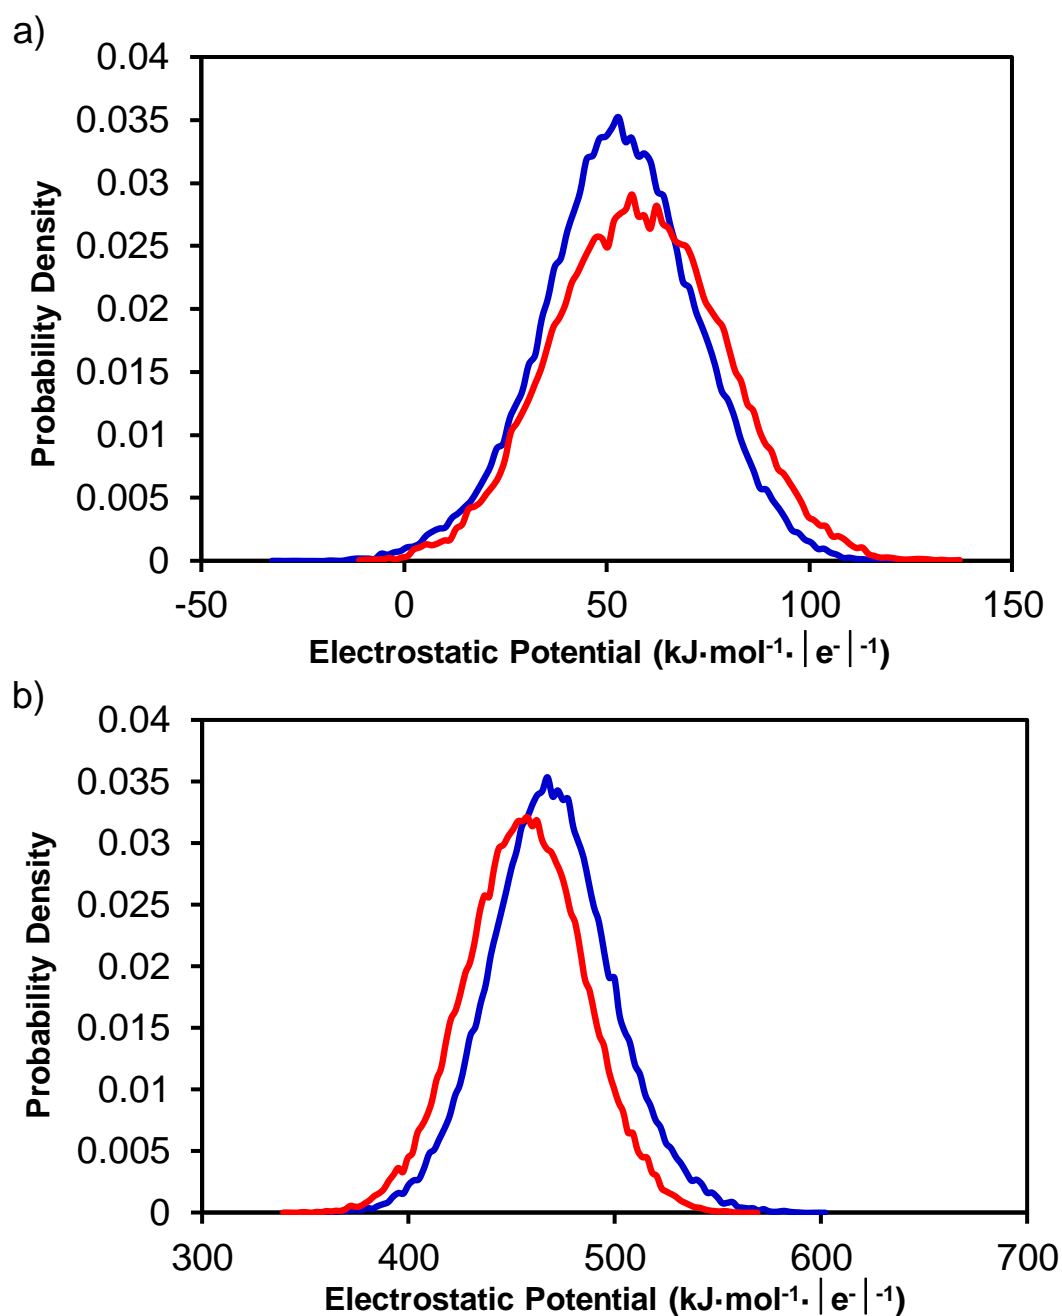 a)
0.04
0.035
0.03
0.025
0.02
0.015
0.01
0.005
0
Probability Density
-50 0 50 100 150
Electrostatic Potential (kJ·mol⁻¹·|e⁻|⁻¹)
b)
0.04
0.035
0.03
0.025
0.02
0.015
0.01
0.005
0
Probability Density
300 400 500 600 700
Electrostatic Potential (kJ·mol⁻¹·|e⁻|⁻¹)